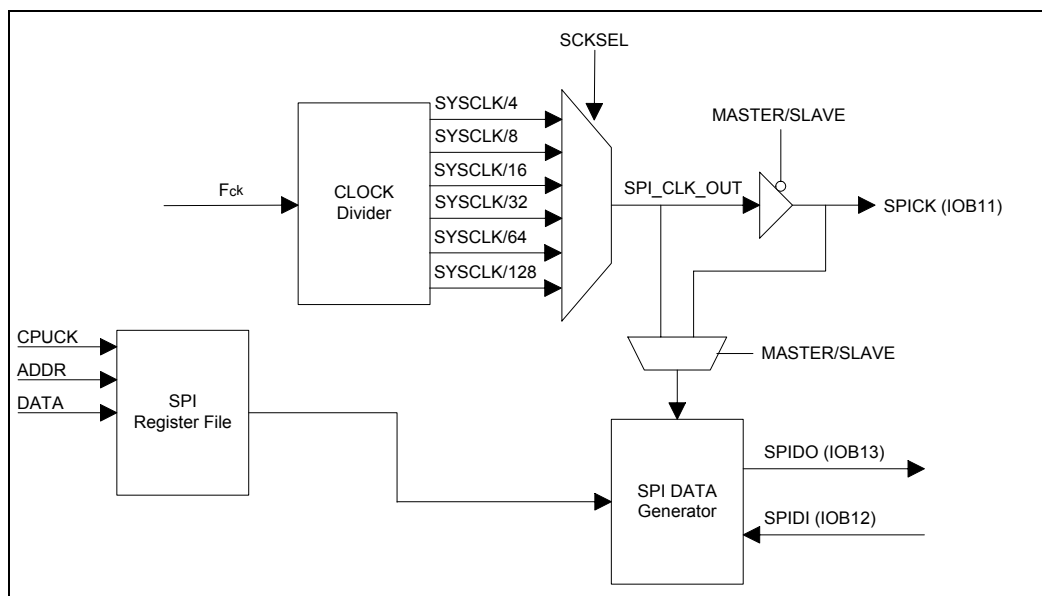 SCKSEL
SYSCLK/4
SYSCLK/8
SYSCLK/16
SYSCLK/32
SYSCLK/64
SYSCLK/128
MASTER/SLAVE
Fck
CLOCK
Divider
SPI_CLK_OUT
SPICK (IOB11)
CPUCK
ADDR
DATA
SPI
Register File
MASTER/SLAVE
SPI DATA
Generator
SPIDO (IOB13)
SPIDI (IOB12)